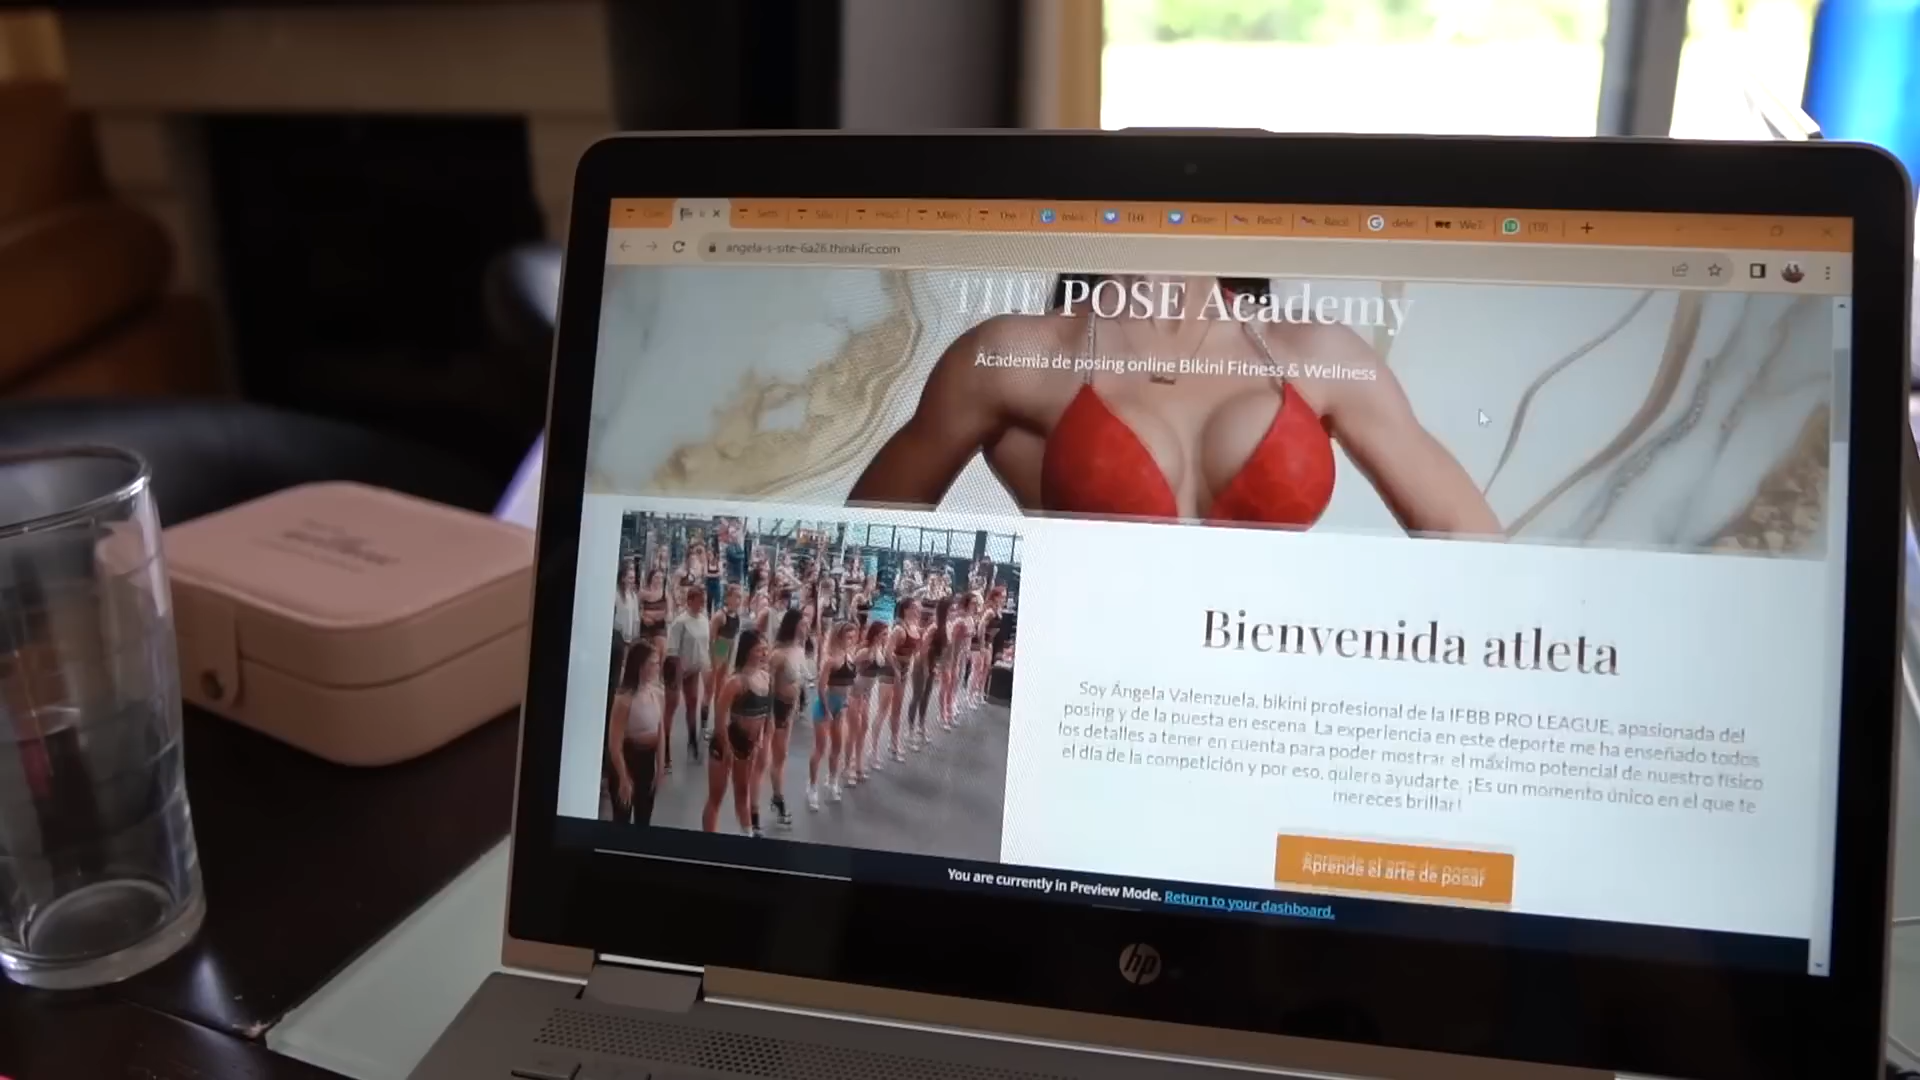 angela-s-site-6a26.thinkific.com
THE POSE Academy
Academia de posing online Bikini Fitness & Wellness
Bienvenida atleta
Soy Ángela Valenzuela, bikini profesional de la IFBB PRO LEAGUE, apasionada del
posing y de la puesta en escena. La experiencia en este deporte me ha enseñado todos
los detalles a tener en cuenta para poder mostrar el máximo potencial de nuestro físico
el día de la competición y por eso, quiero ayudarte. ¡Es un momento único en el que te
mereces brillar!
Aprende el arte de posar
You are currently in Preview Mode. Return to your dashboard.
hp